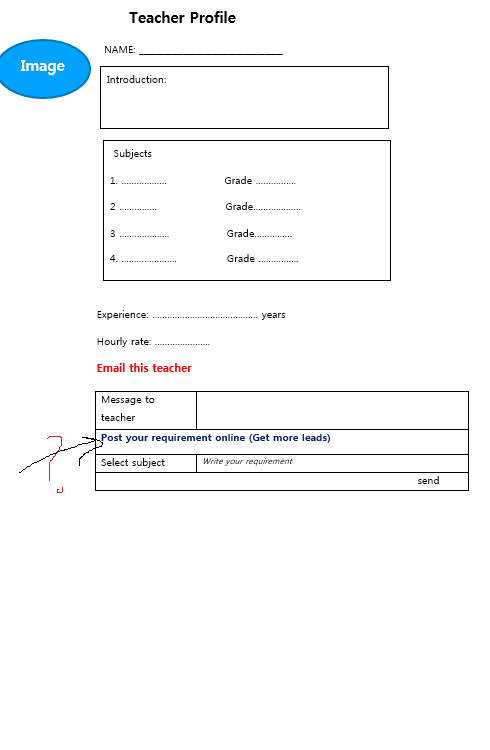 Teacher Profile
NAME: ______________________________
Image
Introduction:
Subjects
1. .................. Grade ................
2 ............... Grade...................
3 .................... Grade...............
4. ...................... Grade ................
Experience: .......................................... years
Hourly rate: ......................
Email this teacher
Message to
teacher
Post your requirement online (Get more leads)
Select subject Write your requirement
send
?